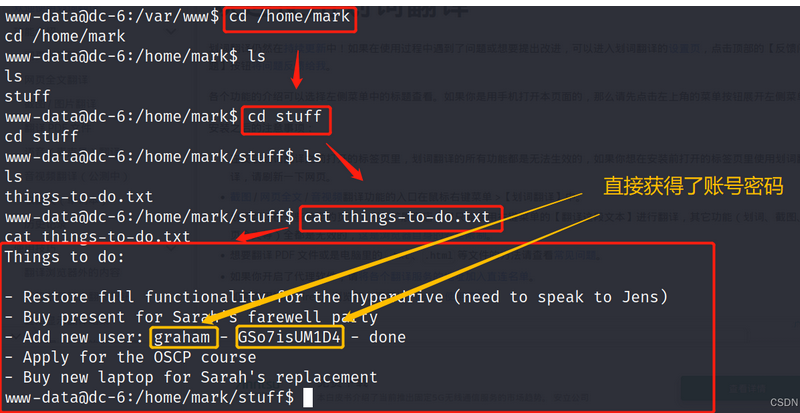 www-data@dc-6:/var/www$ cd /home/mark
cd /home/mark
www-data@dc-6:/home/mark$ ls
ls
stuff
www-data@dc-6:/home/mark$ cd stuff
cd stuff
www-data@dc-6:/home/mark/stuff$ ls
ls
things-to-do.txt
www-data@dc-6:/home/mark/stuff$ cat things-to-do.txt
cat things-to-do.txt
Things to do:
- Restore full functionality for the hyperdrive (need to speak to Jens)
- Buy present for Sarah's farewell party
- Add new user: graham - GSo7isUM1D4 - done
- Apply for the OSCP course
- Buy new laptop for Sarah's replacement
www-data@dc-6:/home/mark/stuff$
直接获得了账号密码
CSDN